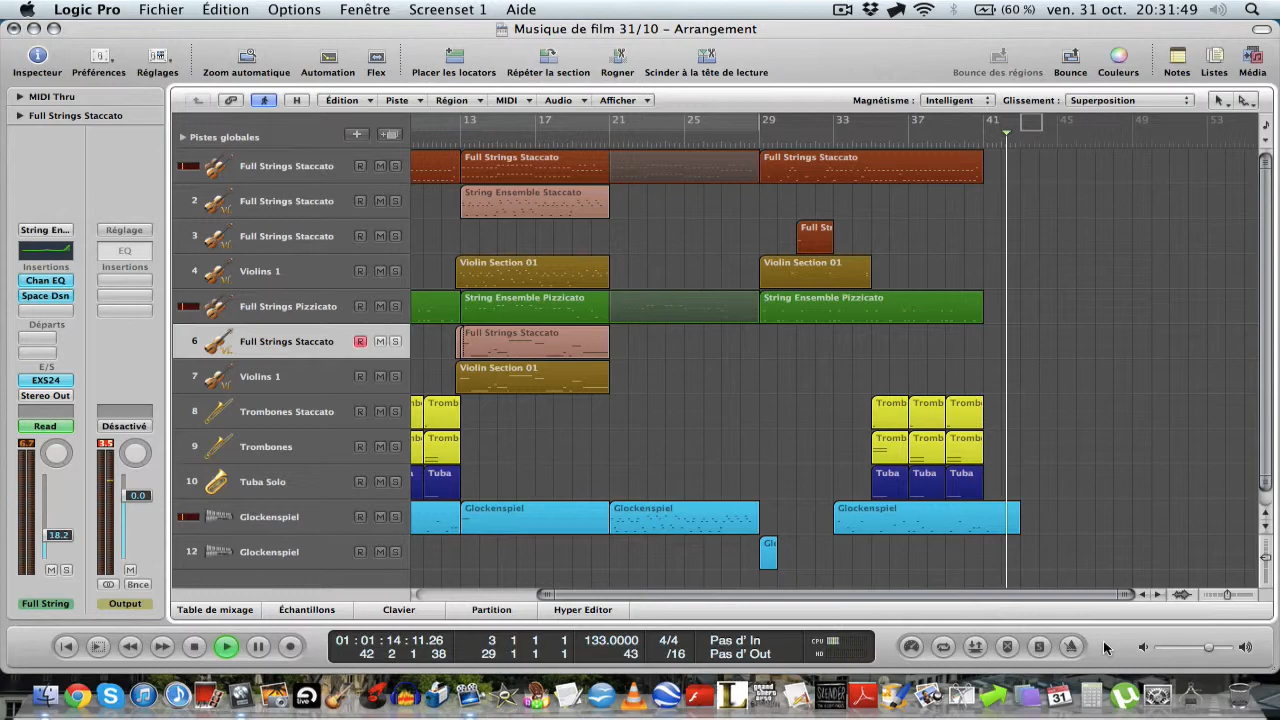 Logic Pro Fichier Édition Options Fenêtre Screenset 1 Aide (60 %) ven. 31 oct. 20:31:49
Musique de film 31/10 – Arrangement
Inspecteur Préférences Réglages Zoom automatique Automation Flex Placer les locators Répéter la section Rogner Scinder à la tête de lecture Bounce des régions Bounce Couleurs Notes Listes Média
MIDI Thru
Full Strings Staccato
H Édition Piste Région MIDI Audio Afficher Magnétisme : Intelligent Glissement : Superposition
Pistes globales
13 17 21 25 29 33 37 41 45 49 53
Full Strings Staccato R M S Full Strings Staccato Full Strings Staccato
2 Full Strings Staccato R M S String Ensemble Staccato
3 Full Strings Staccato R M S Full Str
4 Violins 1 R M S Violin Section 01 Violin Section 01
Full Strings Pizzicato R M S String Ensemble Pizzicato String Ensemble Pizzicato
6 Full Strings Staccato R M S Full Strings Staccato
7 Violins 1 R M S Violin Section 01
8 Trombones Staccato R M S Tromb Tromb Tromb Tromb
9 Trombones R M S Tromb Tromb Tromb Tromb
10 Tuba Solo R M S Tuba Tuba Tuba Tuba
Glockenspiel R M S Glockenspiel Glockenspiel Glockenspiel
12 Glockenspiel R M S Glo
String En... Réglage
EQ
Insertions Insertions
Chan EQ
Space Dsn
Départs
E/S
EXS24
Stereo Out
Read Désactivé
6.7 3.5
0.0
18.2
M S M
Bnce
Full String Output
Table de mixage Échantillons Clavier Partition Hyper Editor
01 : 01 : 14 : 11.26 3 1 1 1 133.0000 4/4 Pas d' In CPU
42 2 1 38 29 1 1 1 43 /16 Pas d' Out HD